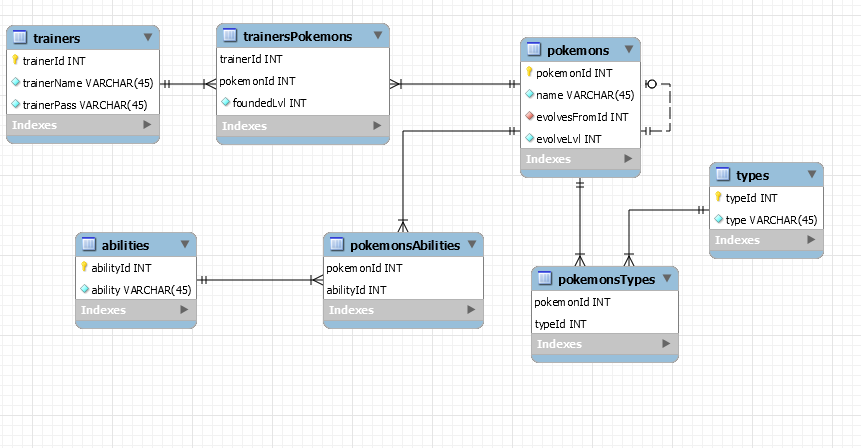 trainers
trainerId INT
trainerName VARCHAR(45)
trainerPass VARCHAR(45)
Indexes
trainersPokemons
trainerId INT
pokemonId INT
foundedLvl INT
Indexes
pokemons
pokemonId INT
name VARCHAR(45)
evolvesFromId INT
evolveLvl INT
Indexes
types
typeId INT
type VARCHAR(45)
Indexes
abilities
abilityId INT
ability VARCHAR(45)
Indexes
pokemonsAbilities
pokemonId INT
abilityId INT
Indexes
pokemonsTypes
pokemonId INT
typeId INT
Indexes